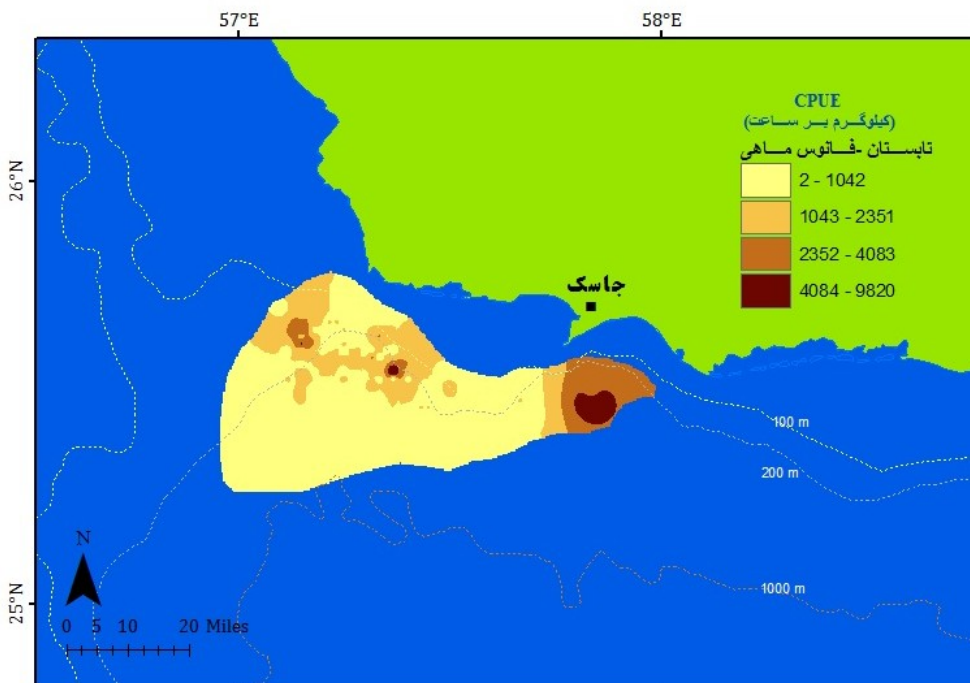 57°E
58°E
26°N
25°N
CPUE
(کیلوگرم بر ساعت)
تابستان -فانوس ماهی
2 - 1042
1043 - 2351
2352 - 4083
4084 - 9820
جاسک
100 m
200 m
1000 m
N
0 5 10 20 Miles